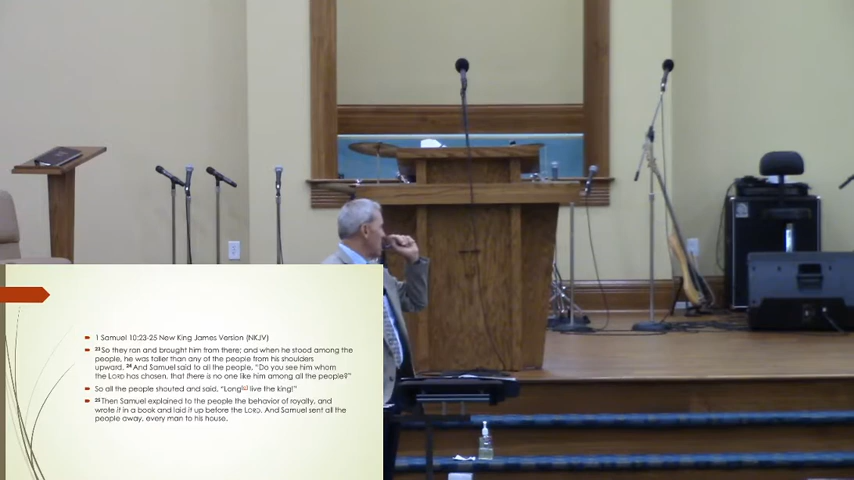 1 Samuel 10:23-25 New King James Version (NKJV)
23 So they ran and brought him from there; and when he stood among the
people, he was taller than any of the people from his shoulders
upward. 24 And Samuel said to all the people, “Do you see him whom
the LORD has chosen, that there is no one like him among all the people?”
So all the people shouted and said, “Long[c] live the king!”
25 Then Samuel explained to the people the behavior of royalty, and
wrote it in a book and laid it up before the LORD. And Samuel sent all the
people away, every man to his house.